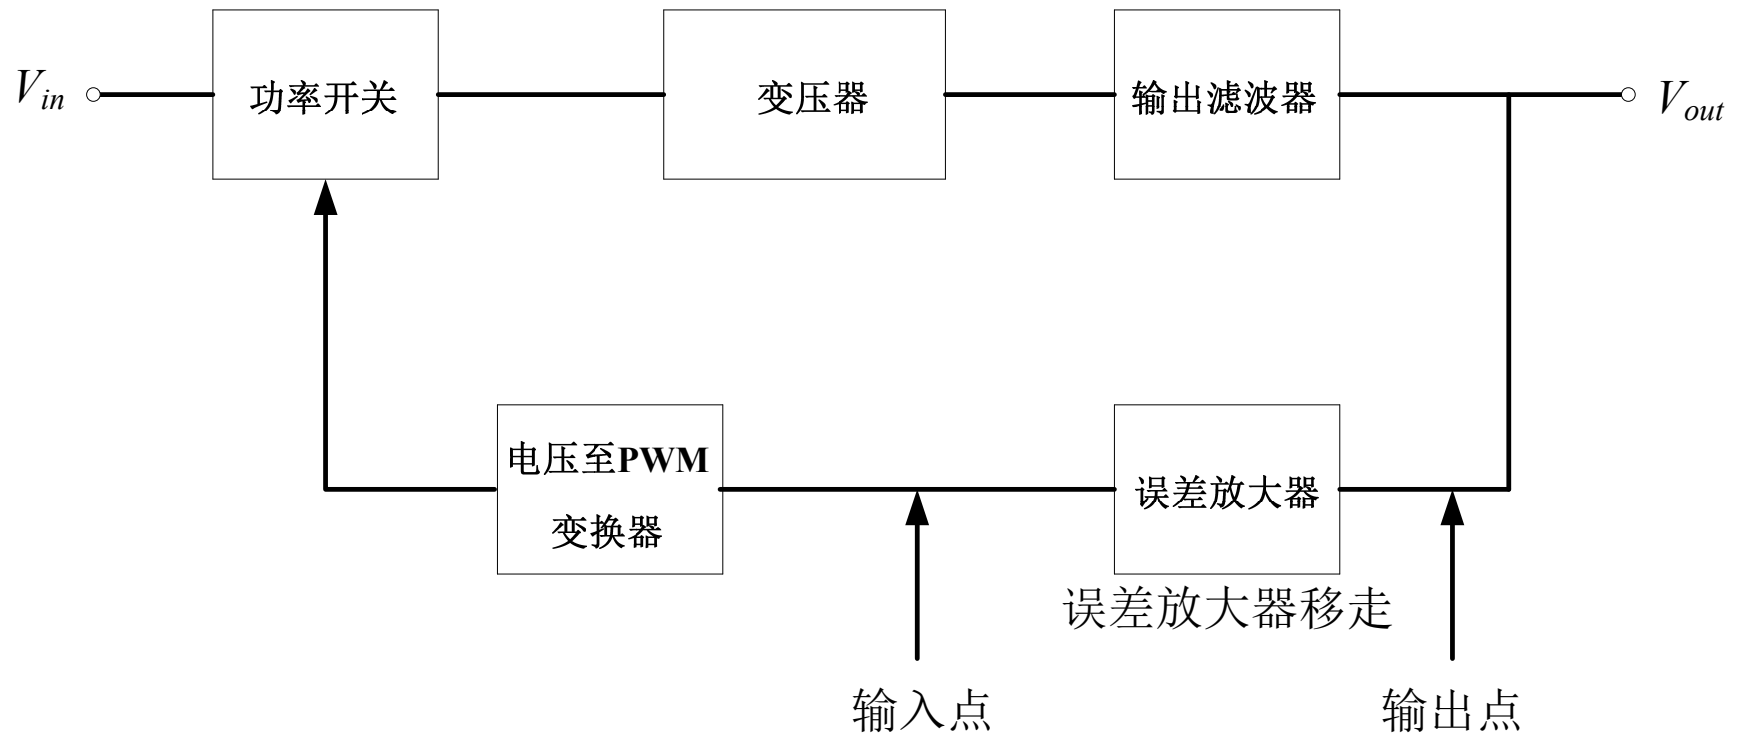 Vin
功率开关
变压器
输出滤波器
Vout
电压至PWM
变换器
误差放大器
误差放大器移走
输入点
输出点